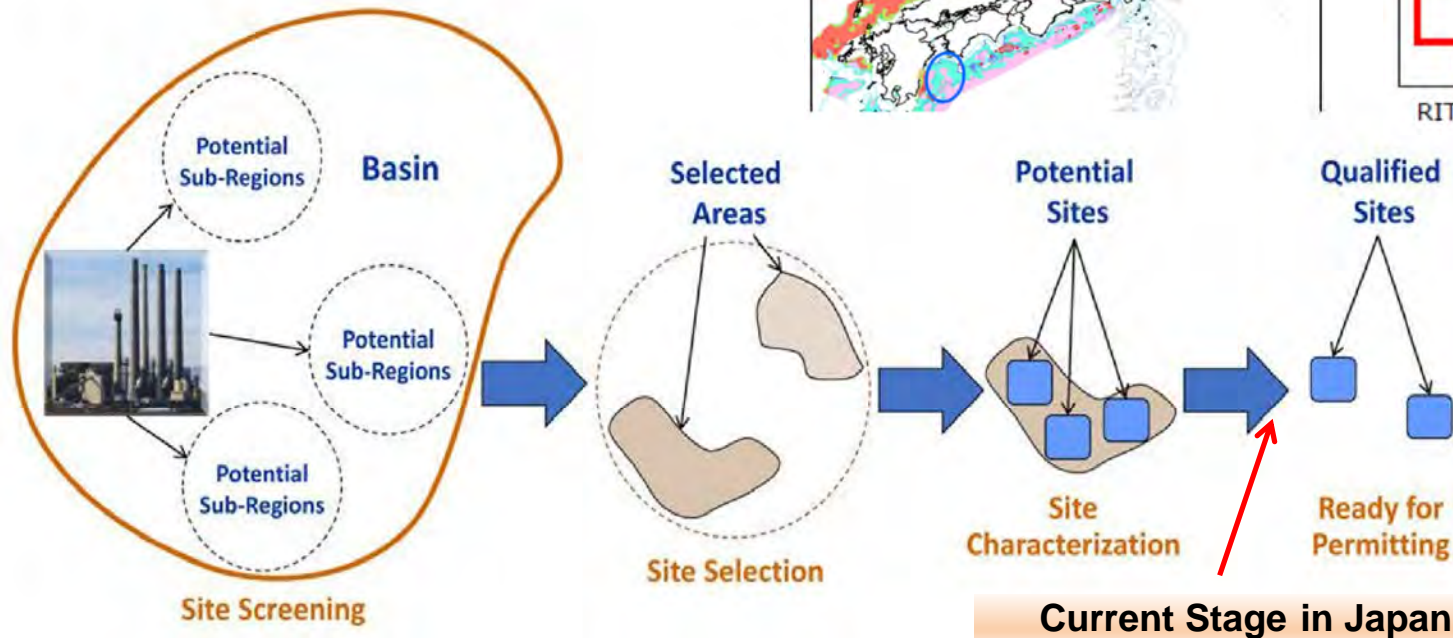 RIT
Potential
Sub-Regions
Basin
Potential
Sub-Regions
Potential
Sub-Regions
Site Screening
Selected
Areas
Site Selection
Potential
Sites
Site
Characterization
Qualified
Sites
Ready for
Permitting
Current Stage in Japan